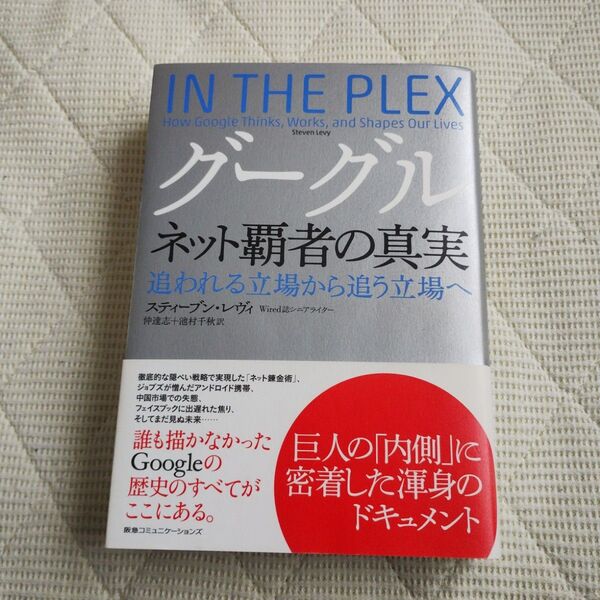 IN THE PLEX
How Google Thinks, Works, and Shapes Our Lives
Steven Levy
グーグル
ネット覇者の真実
追われる立場から追う立場へ
スティーブン・レヴィ Wired誌シニアライター
仲達志+池村千秋訳
徹底的な隠ぺい戦略で実現した「ネット錬金術」、
ジョブズが憎んだアンドロイド携帯、
中国市場での失態、
フェイスブックに出遅れた焦り、
そしてまだ見ぬ未来……
誰も描かなかった
Googleの
歴史のすべてが
ここにある。
阪急コミュニケーションズ
巨人の「内側」に
密着した渾身の
ドキュメント